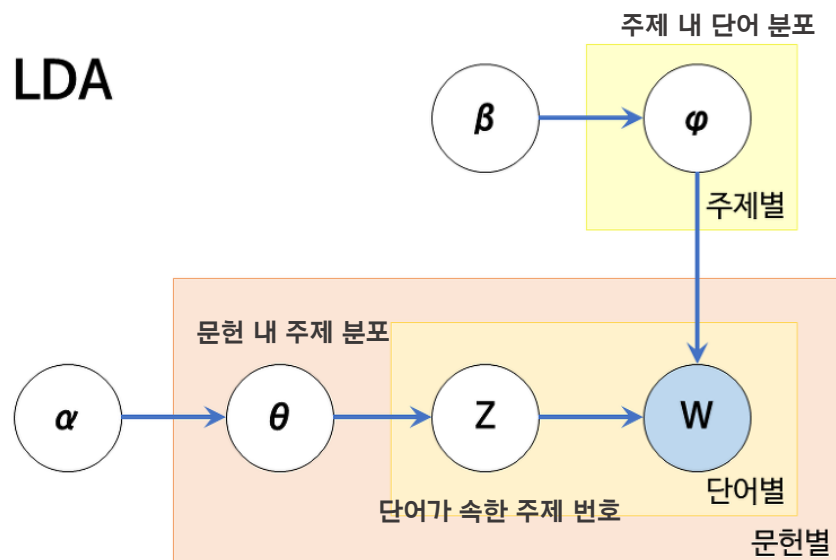 주제 내 단어 분포
LDA
β
φ
주제별
문헌 내 주제 분포
α
θ
Z
W
단어별
단어가 속한 주제 번호
문헌별